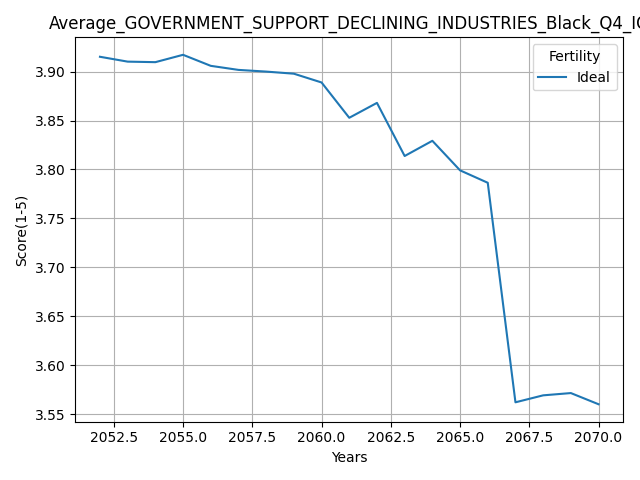 Average_GOVERNMENT_SUPPORT_DECLINING_INDUSTRIES_Black_Q4_IC
Fertility
Ideal
3.90
3.85
3.80
3.75
3.70
3.65
3.60
3.55
Score(1-5)
2052.5 2055.0 2057.5 2060.0 2062.5 2065.0 2067.5 2070.0
Years